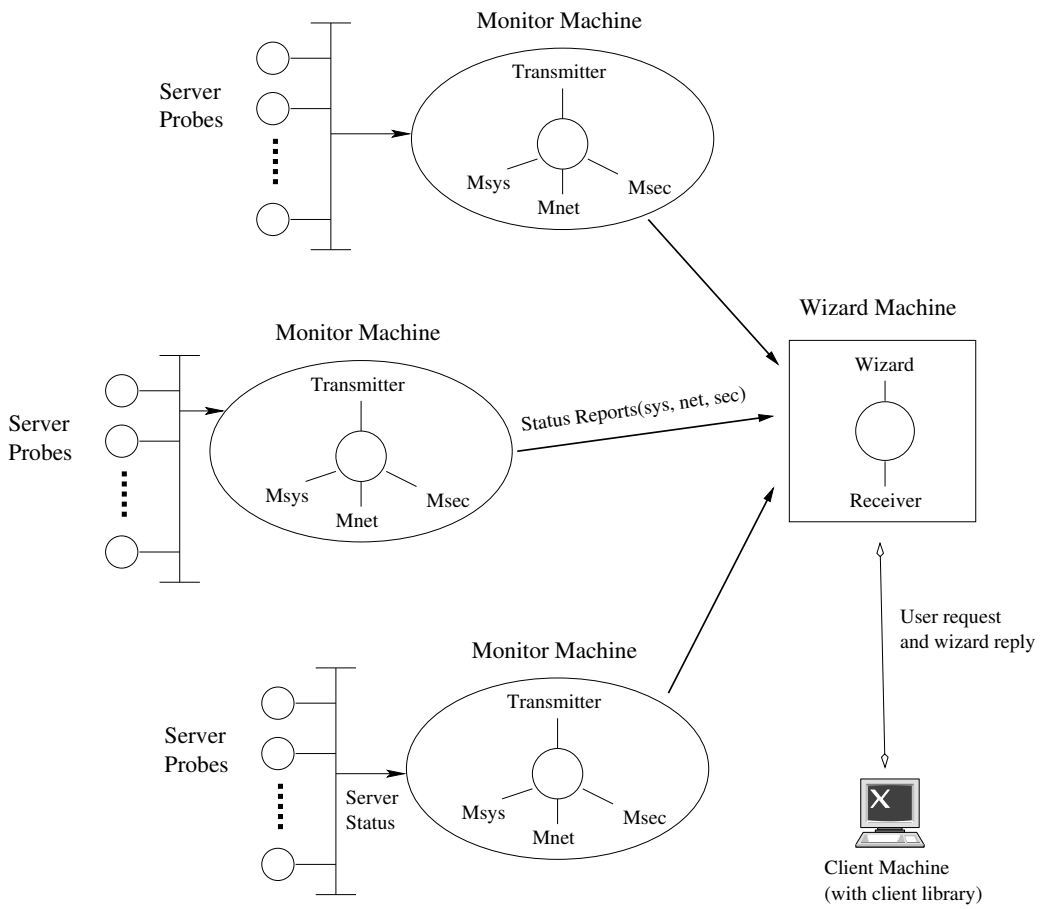 Monitor Machine
Transmitter
Server
Probes
Msys
Msec
Mnet
Wizard Machine
Monitor Machine
Wizard
Transmitter
Status Reports(sys, net, sec)
Server
Probes
Msys
Msec
Mnet
Receiver
User request
and wizard reply
Monitor Machine
Transmitter
Server
Probes
Server
Status
Msys
Msec
Mnet
X
Client Machine
(with client library)